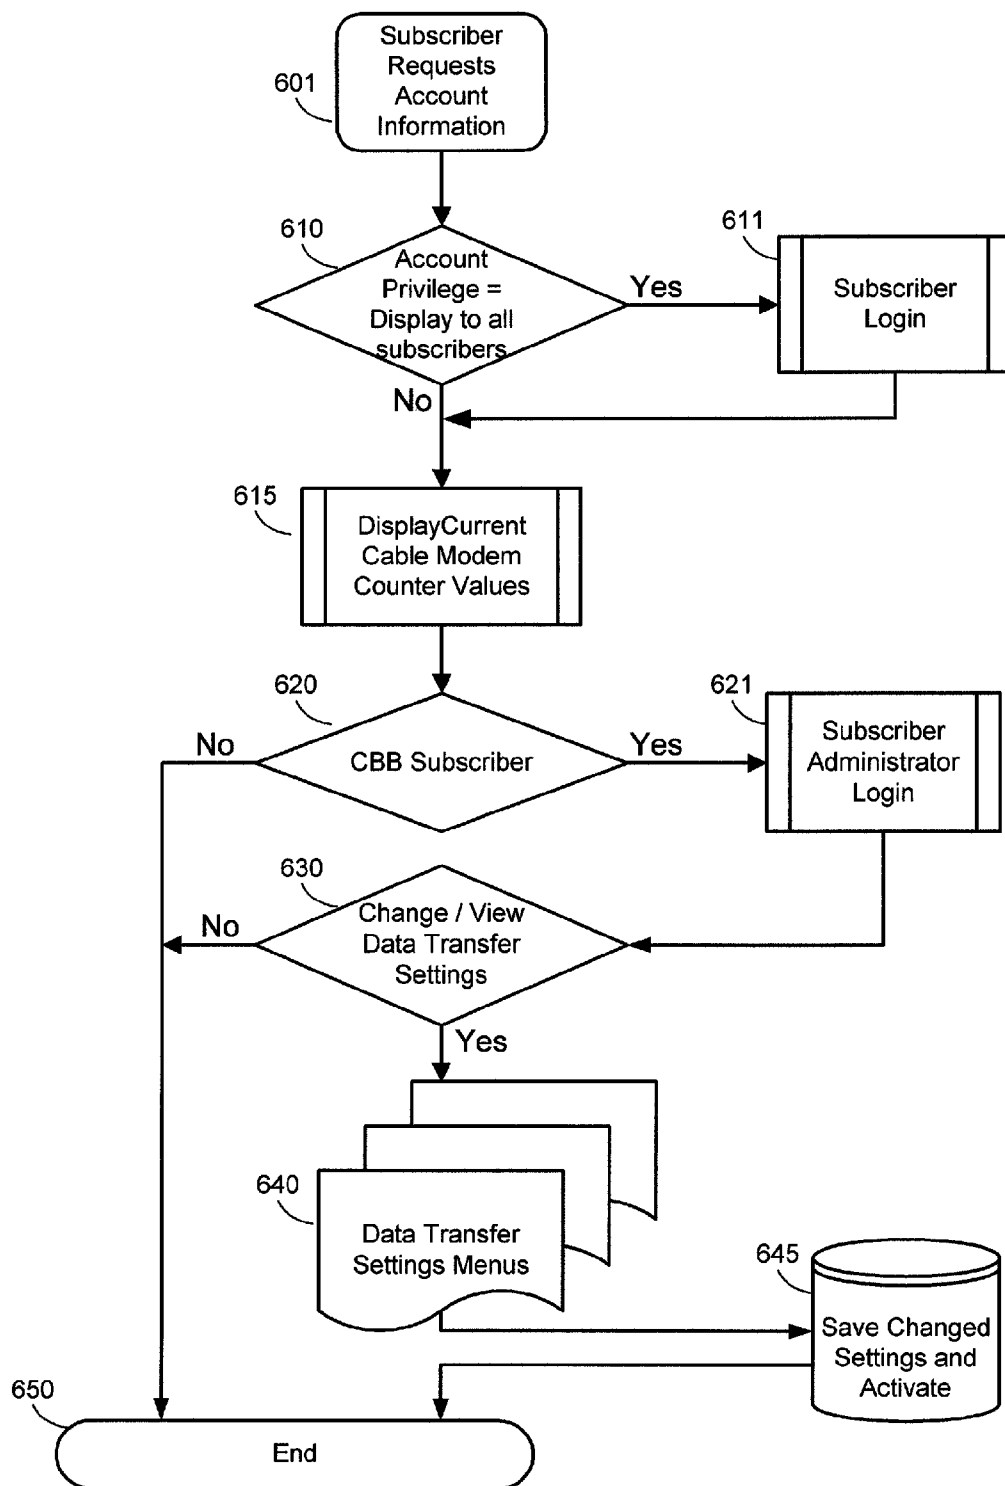 Subscriber
Requests
Account
Information
601
610
Account
Privilege =
Display to all
subscribers
Yes
611
Subscriber
Login
No
615
DisplayCurrent
Cable Modem
Counter Values
620
No
CBB Subscriber
Yes
621
Subscriber
Administrator
Login
630
No
Change / View
Data Transfer
Settings
Yes
640
Data Transfer
Settings Menus
645
Save Changed
Settings and
Activate
650
End